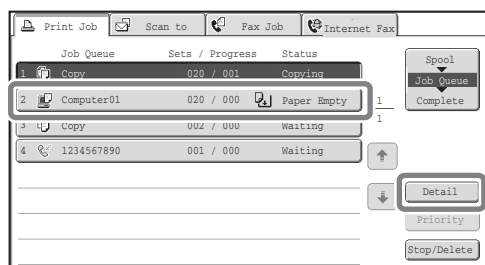 Print Job Scan to Fax Job Internet Fax
Job Queue Sets / Progress Status
1 Copy 020 / 001 Copying
2 Computer01 020 / 000 Paper Empty
3 Copy 002 / 000 Waiting
4 1234567890 001 / 000 Waiting
1
1
Spool
Job Queue
Complete
Detail
Priority
Stop/Delete